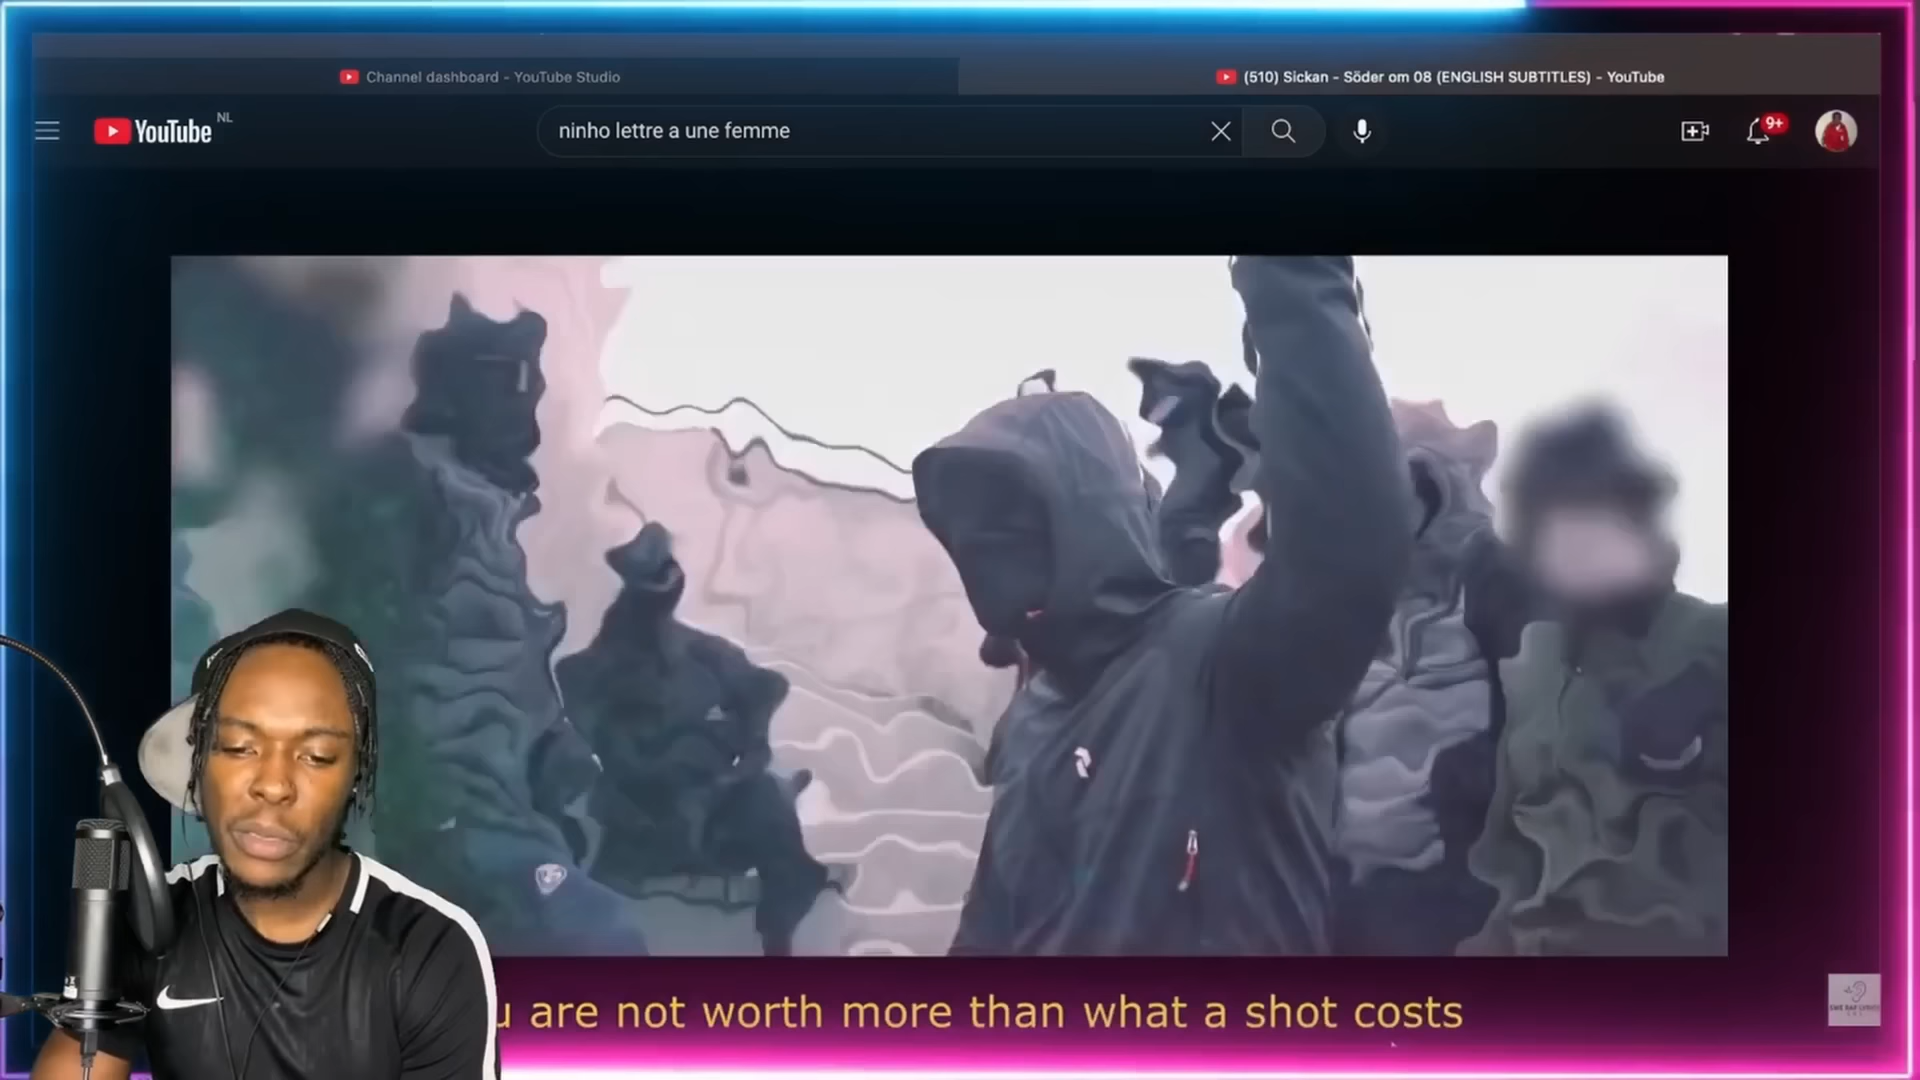 Channel dashboard - YouTube Studio
(510) Sickan - Söder om 08 (ENGLISH SUBTITLES) - YouTube
YouTube NL
ninho lettre a une femme
9+
u are not worth more than what a shot costs